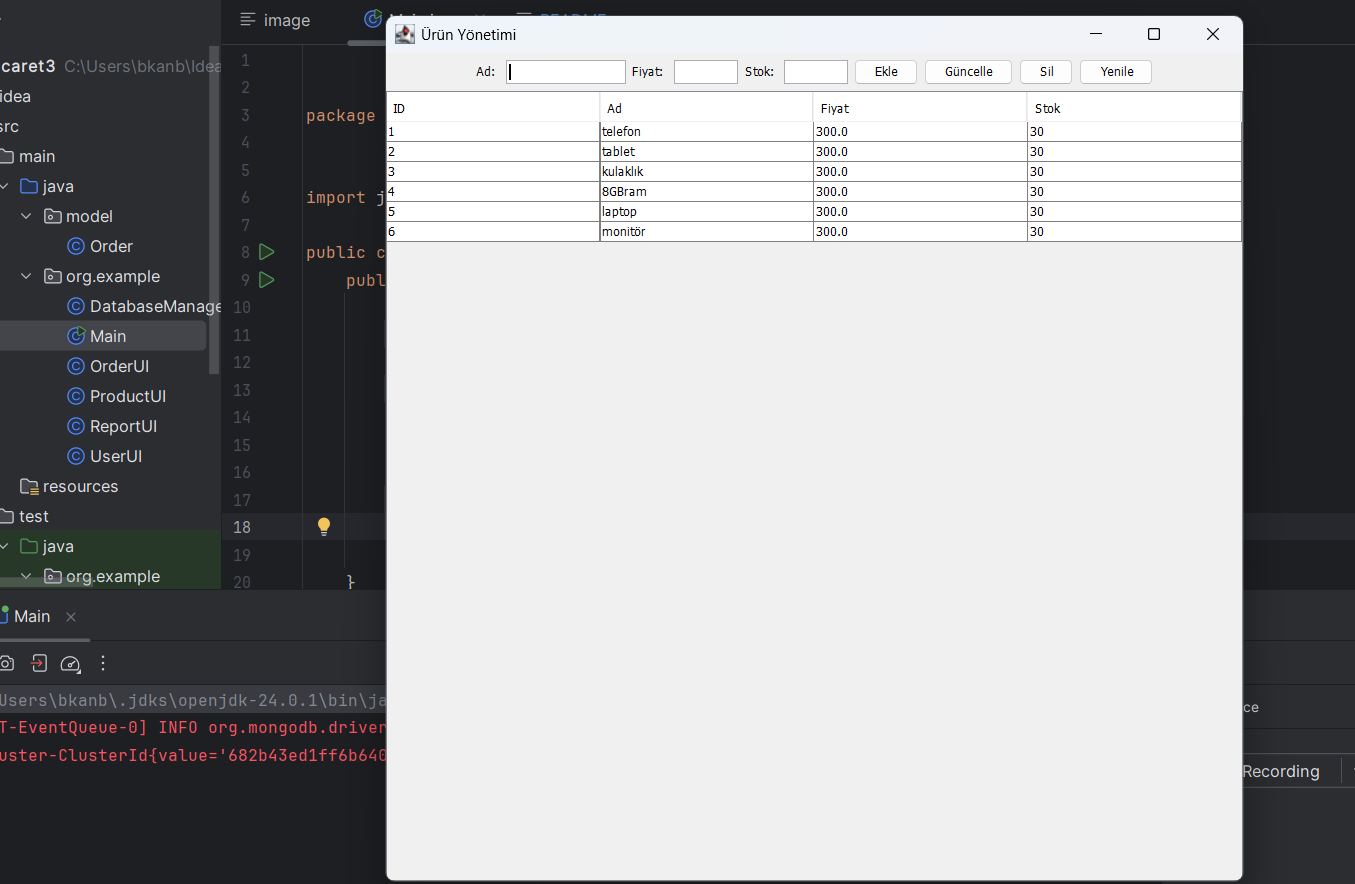 image
caret3 C:\Users\bkanb\Idea
idea
src
main
java
model
Order
org.example
DatabaseManage
Main
OrderUI
ProductUI
ReportUI
UserUI
resources
test
java
org.example
1
2
3 package
4
5
6 import j
7
8 public c
9 publ
10
11
12
13
14
15
16
17
18
19
20 }
Ürün Yönetimi
Ad: Fiyat: Stok: Ekle Güncelle Sil Yenile
ID Ad Fiyat Stok
1 telefon 300.0 30
2 tablet 300.0 30
3 kulaklık 300.0 30
4 8GBram 300.0 30
5 laptop 300.0 30
6 monitör 300.0 30
Main
Users\bkanb\.jdks\openjdk-24.0.1\bin\ja
T-EventQueue-0] INFO org.mongodb.driver
uster-ClusterId{value='682b43ed1ff6b640
ce
Recording